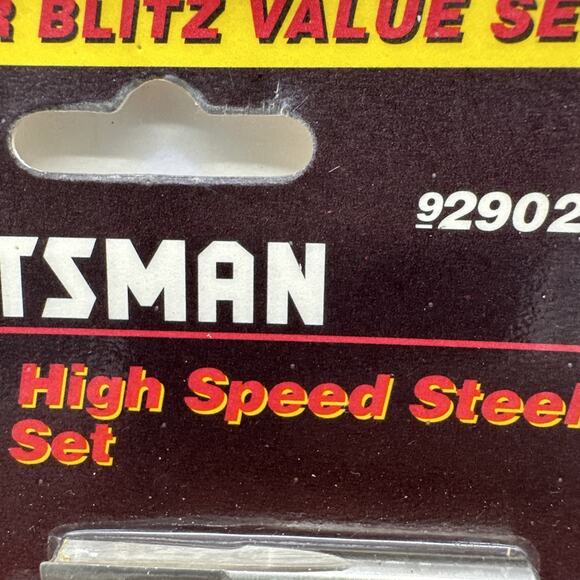 R BLITZ VALUE SE
92902
TSMAN
High Speed Steel
Set